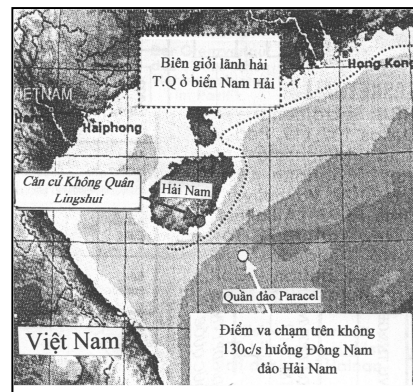 Biên giới lãnh hải
T.Q ở biển Nam Hải
Hong Kong
VIETNAM
Haiphong
Căn cứ Không Quân
Lingshui
Hải Nam
Quần đảo Paracel
Việt Nam
Điểm va chạm trên không
130c/s hướng Đông Nam
đảo Hải Nam